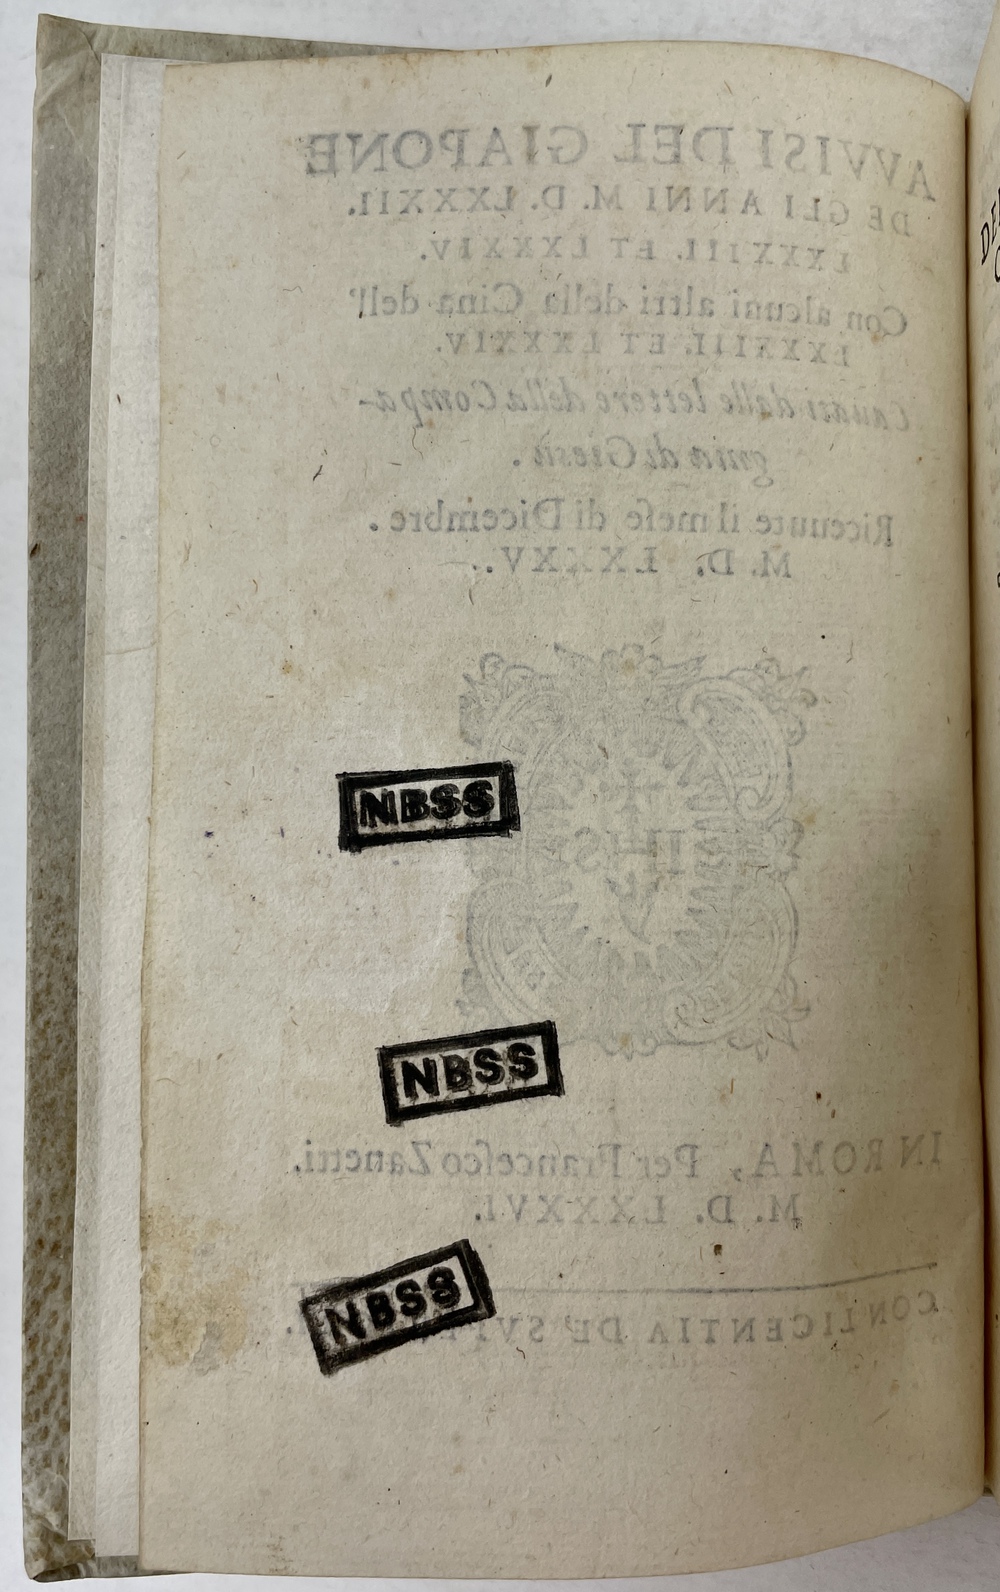 AVVISI DEL GIAPONE
DE GLI ANNI M. D. LXXXII.
LXXXIII. ET LXXXIV.
Con alcuni altri della Cina dell'
LXXXIII. ET LXXXIV.
Cauati dalle lettere della Compa-
gnia di Giesù.
Riceuute il mese di Dicembre.
M. D. LXXXV.
NBSS
IHS
NBSS
IN ROMA, Per Francesco Zanetti.
M. D. LXXXVI.
NBSS
CON LICENTIA DE' SVPE